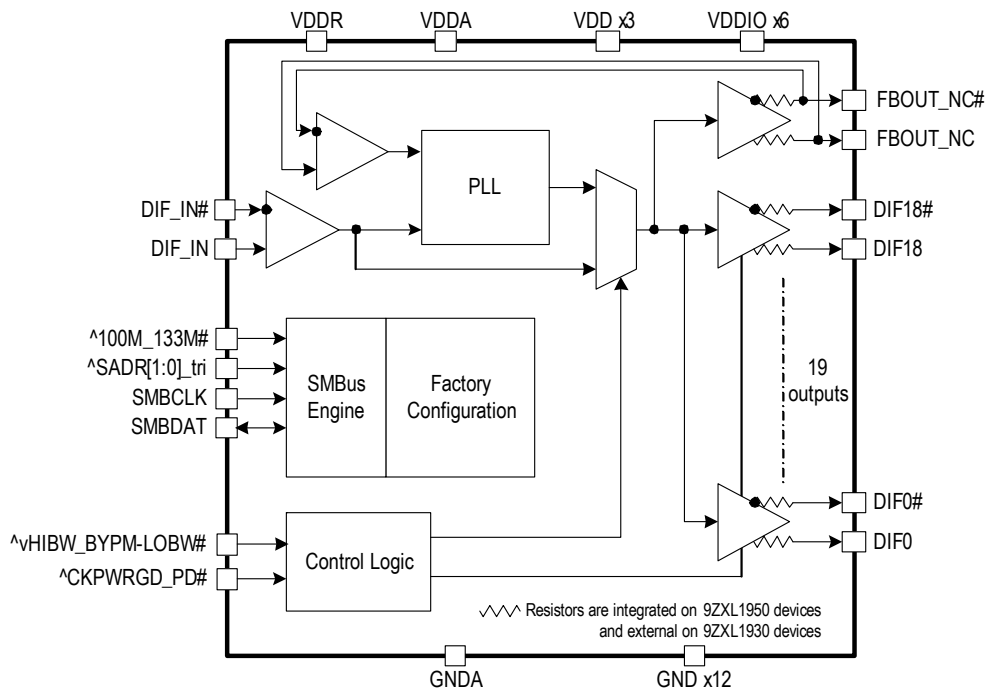 VDDR
VDDA
VDD x3
VDDIO x6
FBOUT_NC#
FBOUT_NC
PLL
DIF_IN#
DIF_IN
DIF18#
DIF18
^100M_133M#
^SADR[1:0]_tri
SMBCLK
SMBDAT
SMBus
Engine
Factory
Configuration
19
outputs
DIF0#
DIF0
^vHIBW_BYPM-LOBW#
^CKPWRGD_PD#
Control Logic
Resistors are integrated on 9ZXL1950 devices
and external on 9ZXL1930 devices
GNDA
GND x12